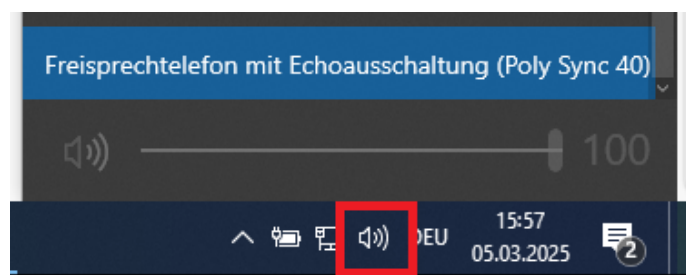 Freisprechtelefon mit Echoausschaltung (Poly Sync 40)
100
DEU
15:57
05.03.2025
2